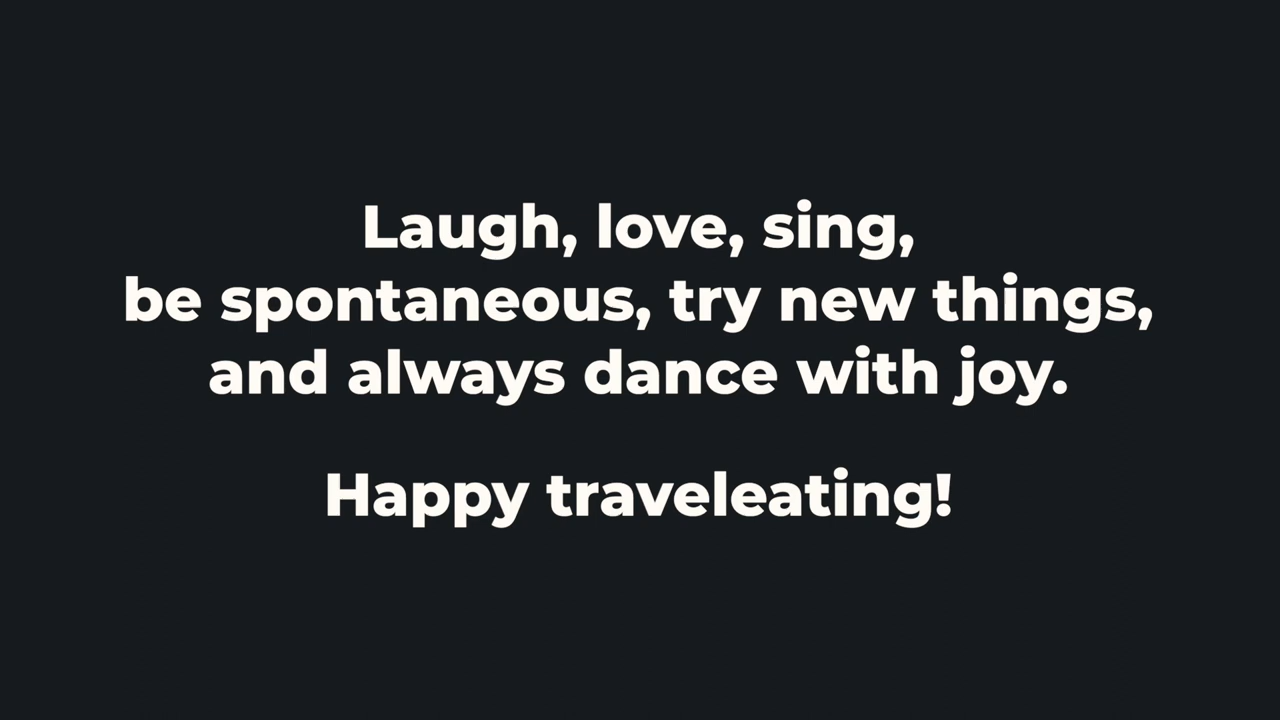 Laugh, love, sing,
be spontaneous, try new things,
and always dance with joy.
Happy traveleating!